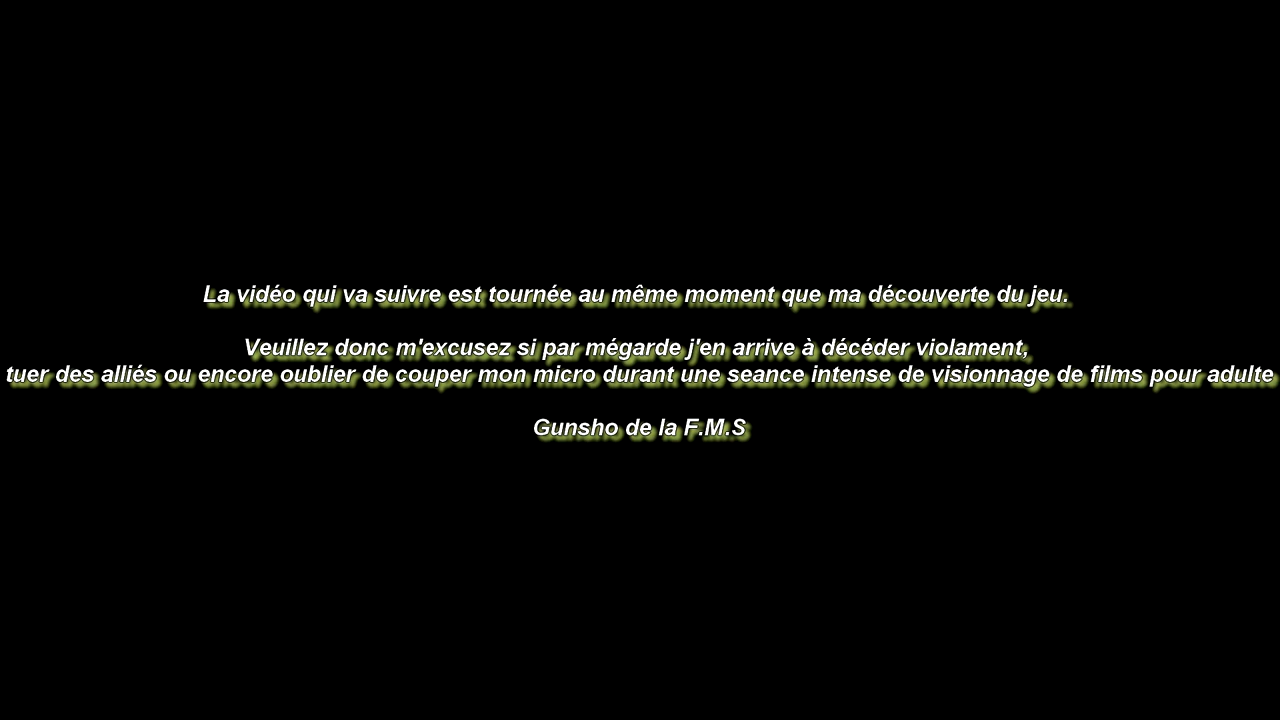 La vidéo qui va suivre est tournée au même moment que ma découverte du jeu.
Veuillez donc m'excusez si par mégarde j'en arrive à décéder violament,
tuer des alliés ou encore oublier de couper mon micro durant une seance intense de visionnage de films pour adulte
Gunsho de la F.M.S